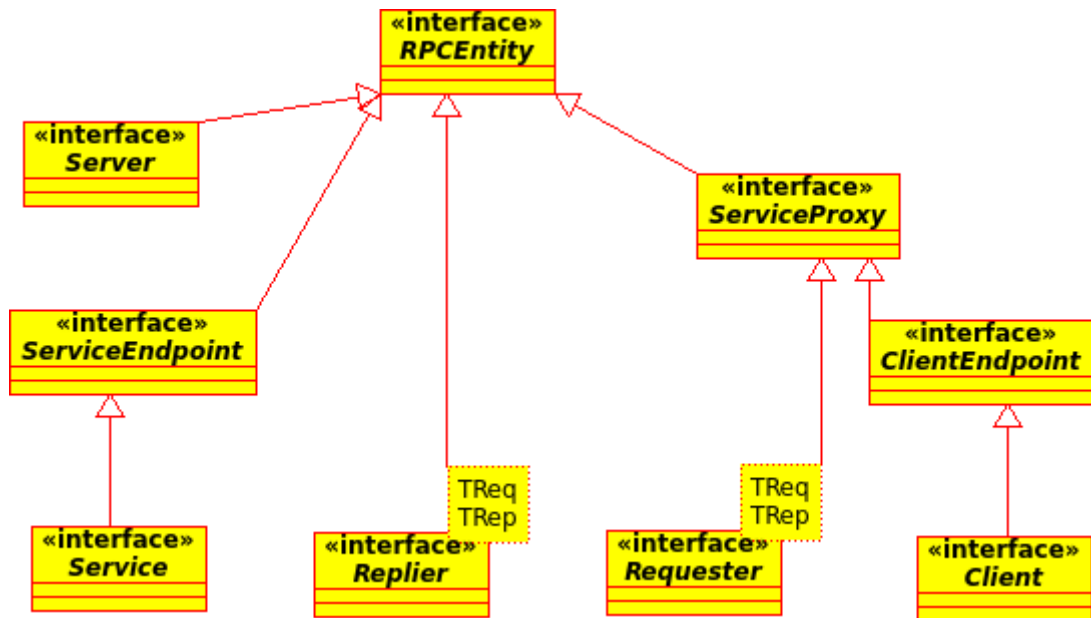 «interface»
RPCEntity
«interface»
Server
«interface»
ServiceProxy
«interface»
ServiceEndpoint
«interface»
ClientEndpoint
TReq
TRep
TReq
TRep
«interface»
Service
«interface»
Replier
«interface»
Requester
«interface»
Client